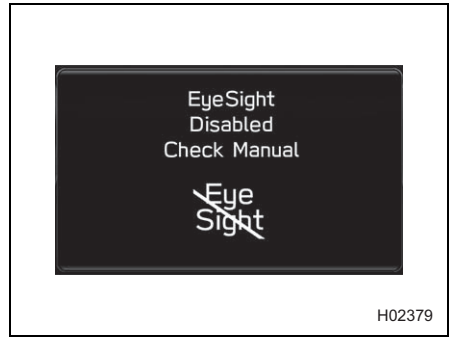 EyeSight
Disabled
Check Manual
Eye
Sight
H02379